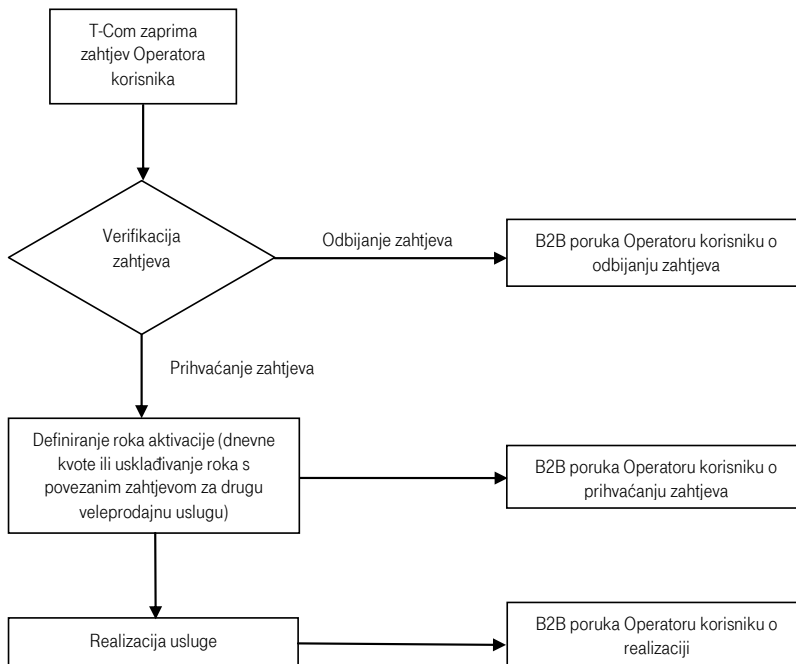 T-Com zaprima
zahtjev Operatora
korisnika
Verifikacija
zahtjeva
Odbijanje zahtjeva
B2B poruka Operatoru korisniku o
odbijanju zahtjeva
Prihvaćanje zahtjeva
Definiranje roka aktivacije (dnevne
kvote ili usklađivanje roka s
povezanim zahtjevom za drugu
veleprodajnu uslugu)
B2B poruka Operatoru korisniku o
prihvaćanju zahtjeva
Realizacija usluge
B2B poruka Operatoru korisniku o
realizaciji